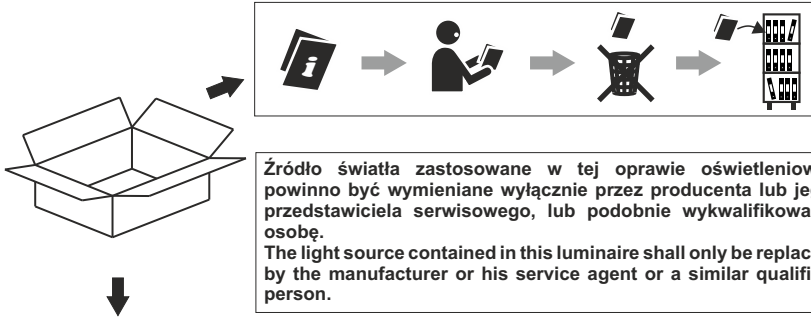 i
Źródło światła zastosowane w tej oprawie oświetleniow
powinno być wymieniane wyłącznie przez producenta lub je
przedstawiciela serwisowego, lub podobnie wykwalifikowa
osobę.
The light source contained in this luminaire shall only be replac
by the manufacturer or his service agent or a similar qualifi
person.